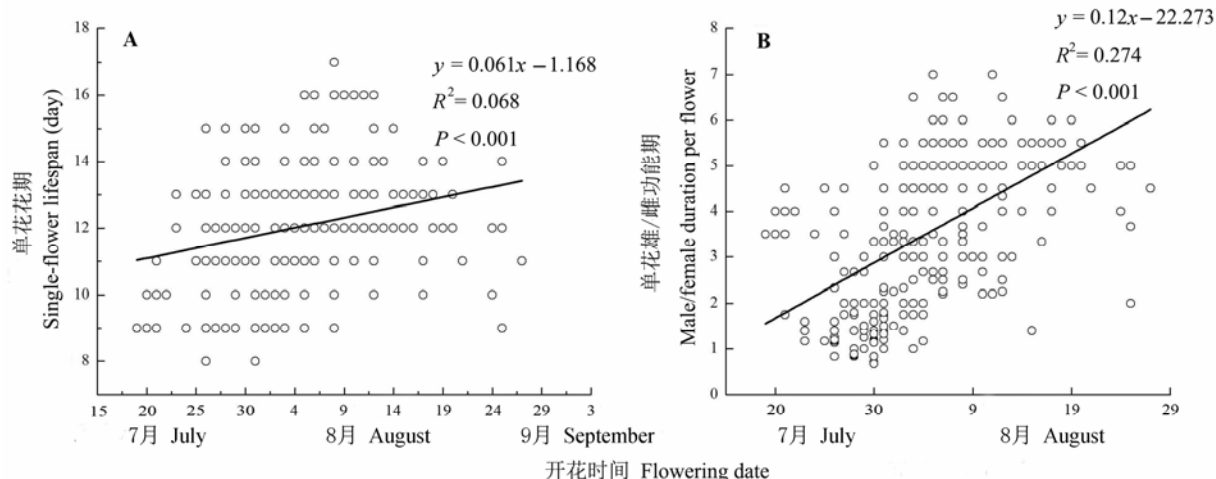 A
y = 0.061x − 1.168
R² = 0.068
P < 0.001
18
16
14
12
10
8
单花花期
Single-flower lifespan (day)
15 20 25 30 4 9 14 19 24 29 3
7月 July 8月 August 9月 September
B
y = 0.12x − 22.273
R² = 0.274
P < 0.001
8
7
6
5
4
3
2
1
0
单花雄/雌功能期
Male/female duration per flower
20 30 9 19 29
7月 July 8月 August
开花时间 Flowering date